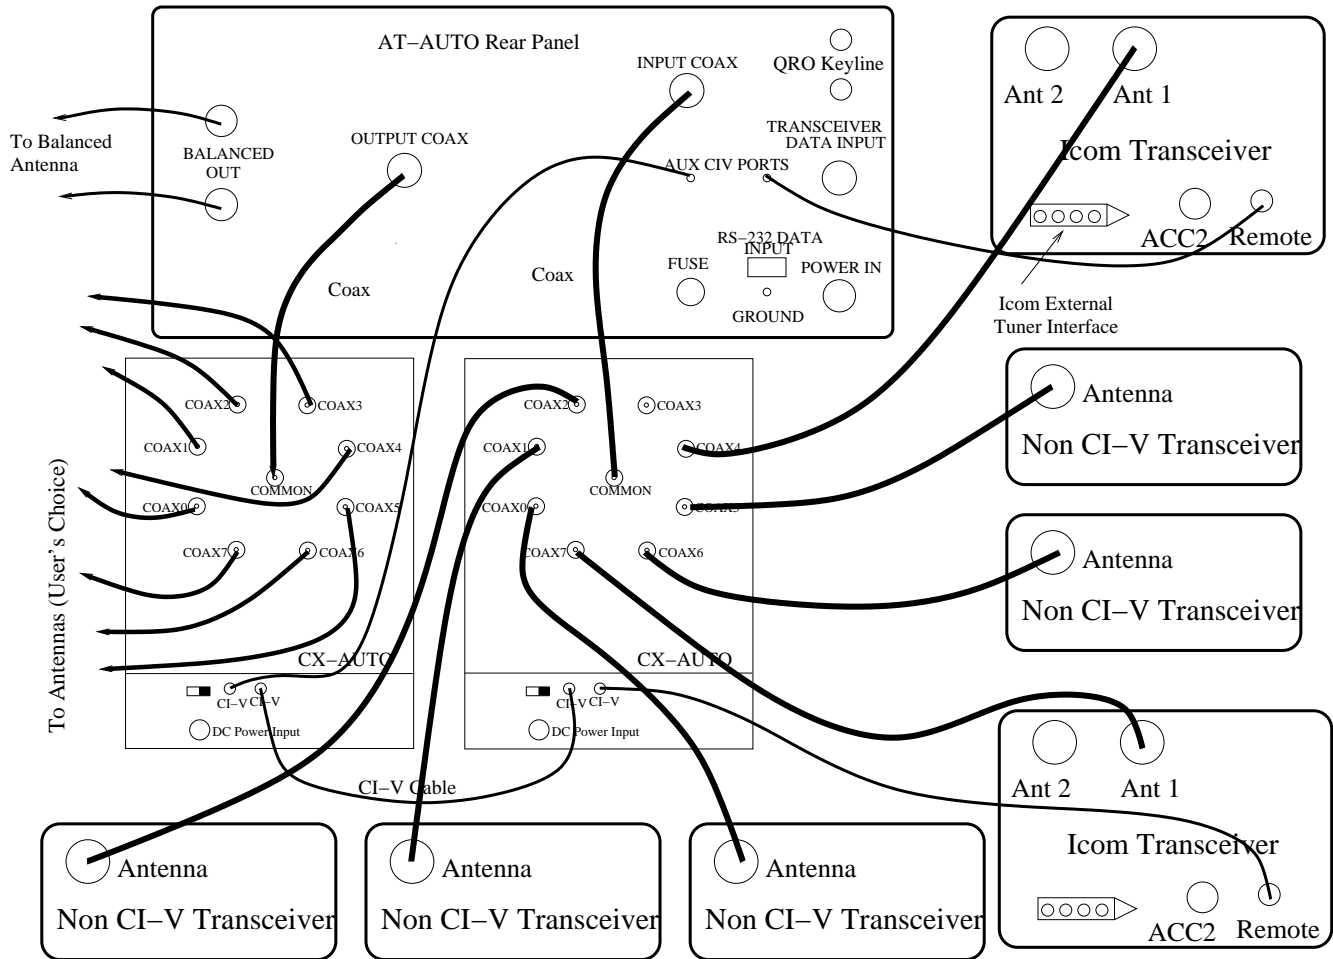 AT−AUTO Rear Panel
INPUT COAX
QRO Keyline
Ant 2
Ant 1
To Balanced
Antenna
BALANCED
OUT
OUTPUT COAX
TRANSCEIVER
DATA INPUT
AUX CIV PORTS
Icom Transceiver
ACC2
Remote
RS−232 DATA
INPUT
FUSE
POWER IN
GROUND
Coax
Coax
Icom External
Tuner Interface
COAX2
COAX3
COAX1
COAX4
COMMON
COAX0
COAX5
COAX7
COAX6
CX−AUTO
CI−V
CI−V
DC Power Input
COAX2
COAX3
COAX1
COAX4
COMMON
COAX0
COAX5
COAX7
COAX6
CX−AUTO
CI−V
CI−V
DC Power Input
To Antennas (User's Choice)
CI−V Cable
Antenna
Non CI−V Transceiver
Antenna
Non CI−V Transceiver
Ant 2
Ant 1
Icom Transceiver
ACC2
Remote
Antenna
Non CI−V Transceiver
Antenna
Non CI−V Transceiver
Antenna
Non CI−V Transceiver